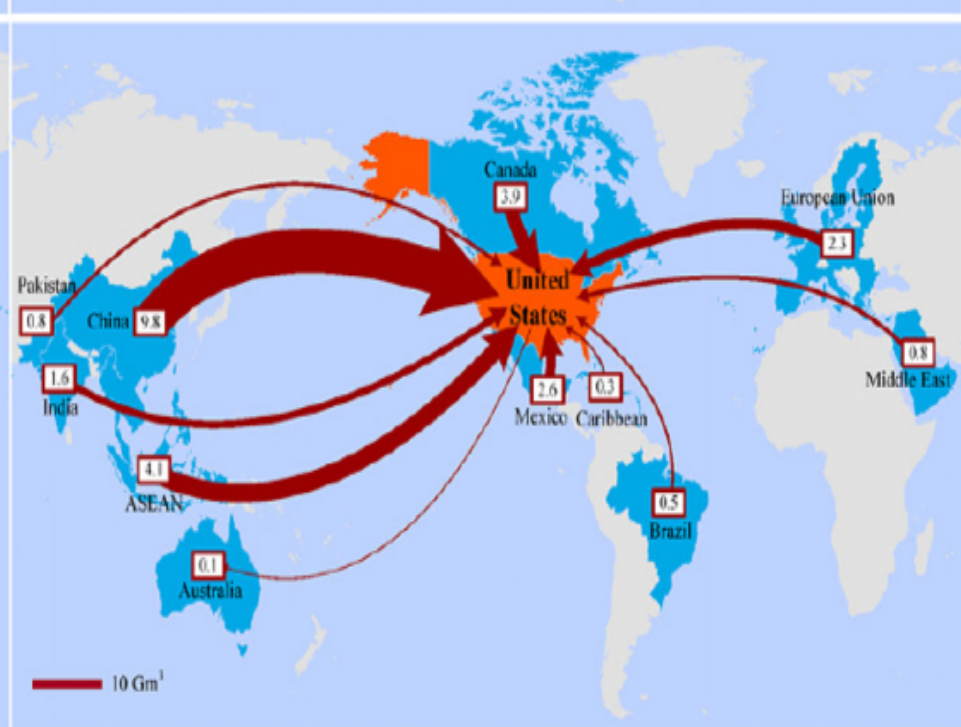 Canada
3.9
European Union
2.3
United
States
Pakistan
0.8
China 9.8
1.6
India
0.8
Middle East
2.6
Mexico
0.3
Caribbean
4.1
ASEAN
0.5
Brazil
0.1
Australia
10 Gm³